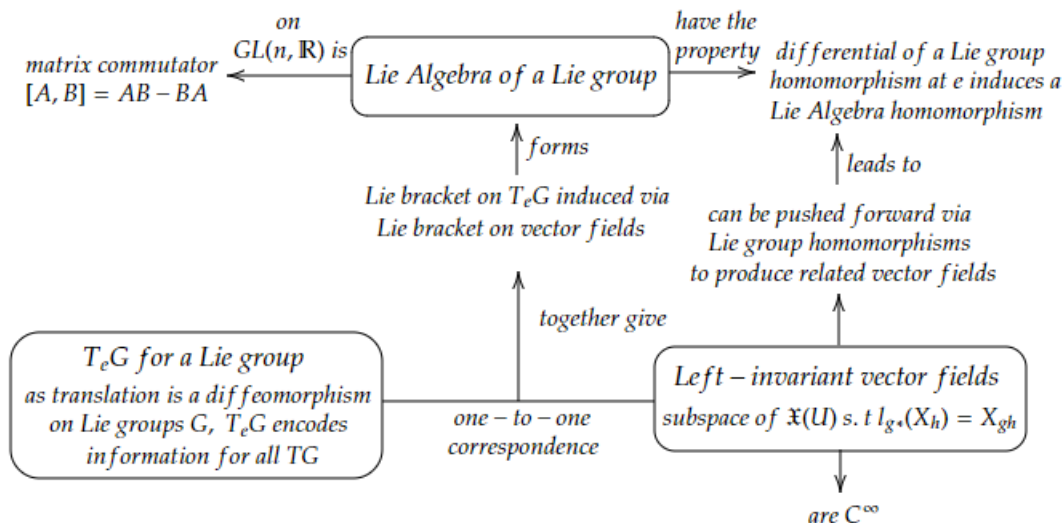 on
GL(n, ℝ) is
matrix commutator
[A, B] = AB − BA
Lie Algebra of a Lie group
have the
property
differential of a Lie group
homomorphism at e induces a
Lie Algebra homomorphism
forms
leads to
Lie bracket on TₑG induced via
Lie bracket on vector fields
can be pushed forward via
Lie group homomorphisms
to produce related vector fields
together give
TₑG for a Lie group
as translation is a diffeomorphism
on Lie groups G, TₑG encodes
information for all TG
one − to − one
correspondence
Left − invariant vector fields
subspace of 𝔛(U) s. t l_{g*}(X_h) = X_{gh}
are C^∞